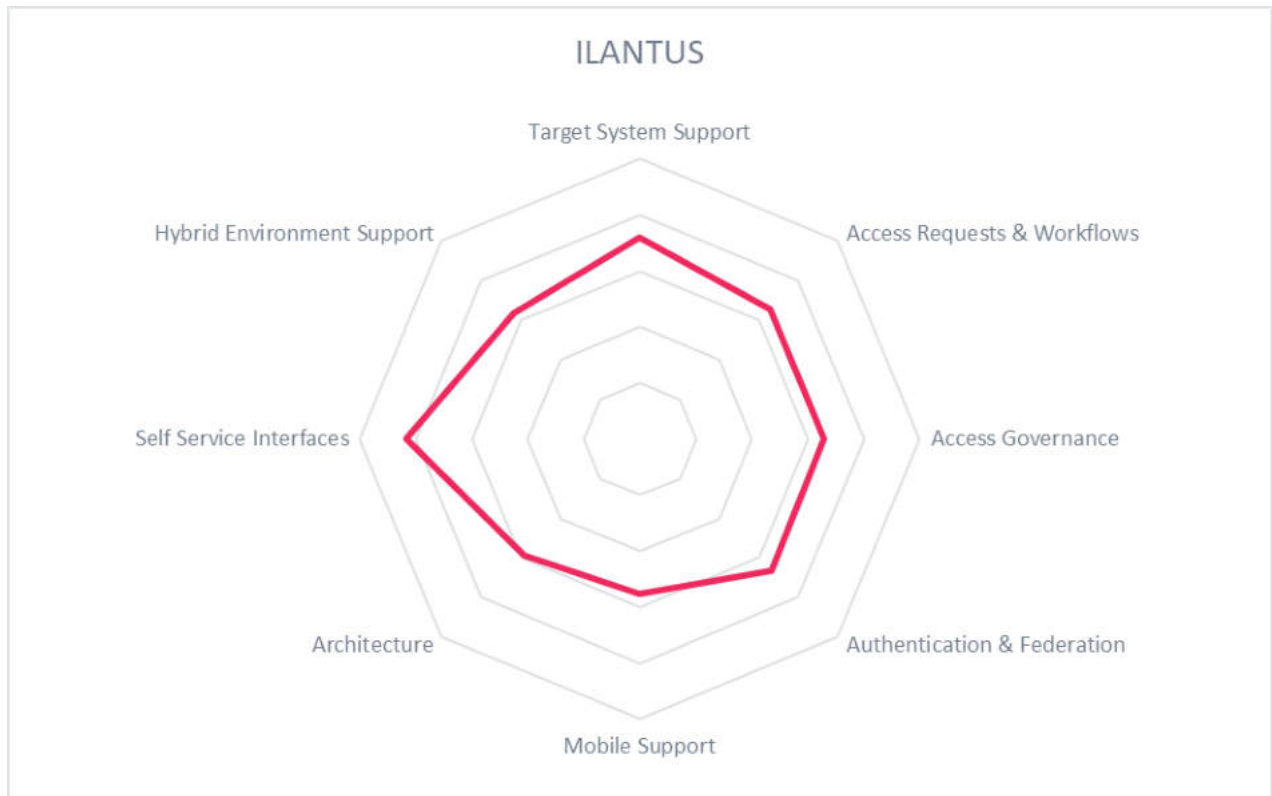 ILANTUS
Target System Support
Hybrid Environment Support
Access Requests & Workflows
Self Service Interfaces
Access Governance
Architecture
Authentication & Federation
Mobile Support